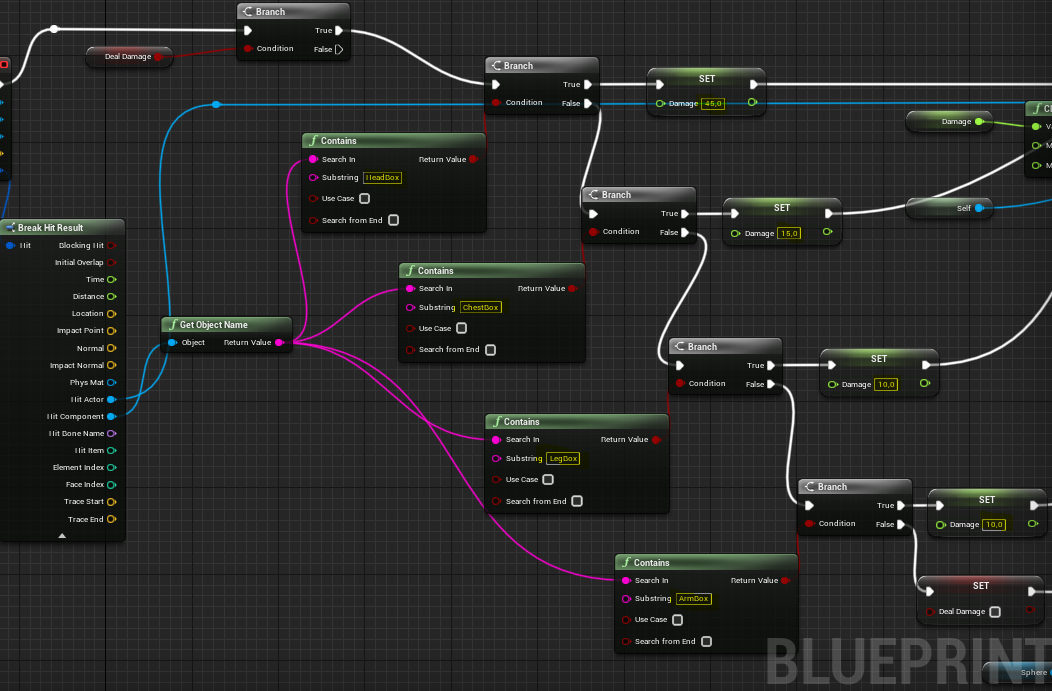 Branch
True
Condition
False
Deal Damage
Branch
True
Condition
False
SET
Damage 45,0
Damage
Contains
Search In
Return Value
Substring HeadBox
Use Case
Search from End
Branch
True
Condition
False
SET
Damage 15,0
Self
Break Hit Result
Hit
Blocking Hit
Initial Overlap
Time
Distance
Location
Impact Point
Normal
Impact Normal
Phys Mat
Hit Actor
Hit Component
Hit Bone Name
Hit Item
Element Index
Face Index
Trace Start
Trace End
Get Object Name
Object
Return Value
Contains
Search In
Return Value
Substring ChestBox
Use Case
Search from End
Branch
True
Condition
False
SET
Damage 10,0
Contains
Search In
Return Value
Substring LegBox
Use Case
Search from End
Branch
True
Condition
False
SET
Damage 10,0
Contains
Search In
Return Value
Substring ArmBox
Use Case
Search from End
SET
Deal Damage
BLUEPRINT
Sphere